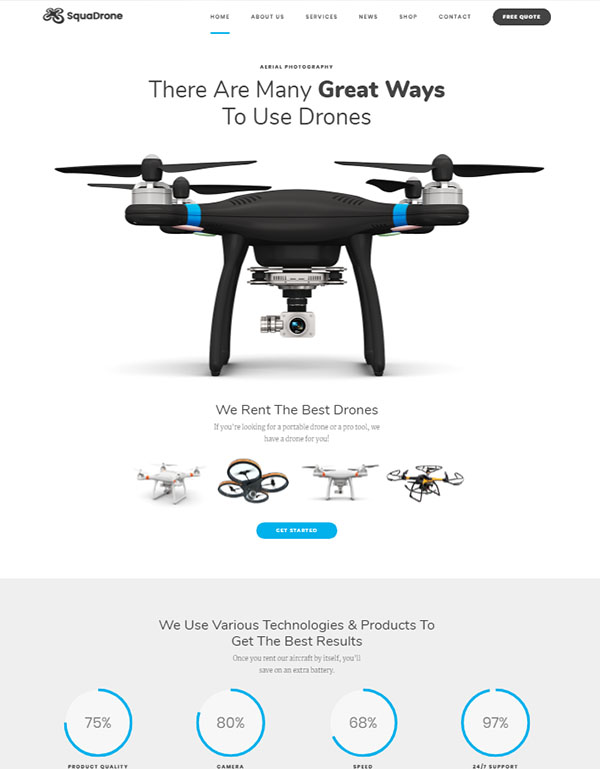 SquaDrone
HOME ABOUT US SERVICES NEWS SHOP CONTACT FREE QUOTE
AERIAL PHOTOGRAPHY
There Are Many Great Ways
To Use Drones
We Rent The Best Drones
If you're looking for a portable drone or a pro tool, we
have a drone for you!
GET STARTED
We Use Various Technologies & Products To
Get The Best Results
Once you rent our aircraft by itself, you'll
save on an extra battery.
75% 80% 68% 97%
PRODUCT QUALITY CAMERA SPEED 24/7 SUPPORT